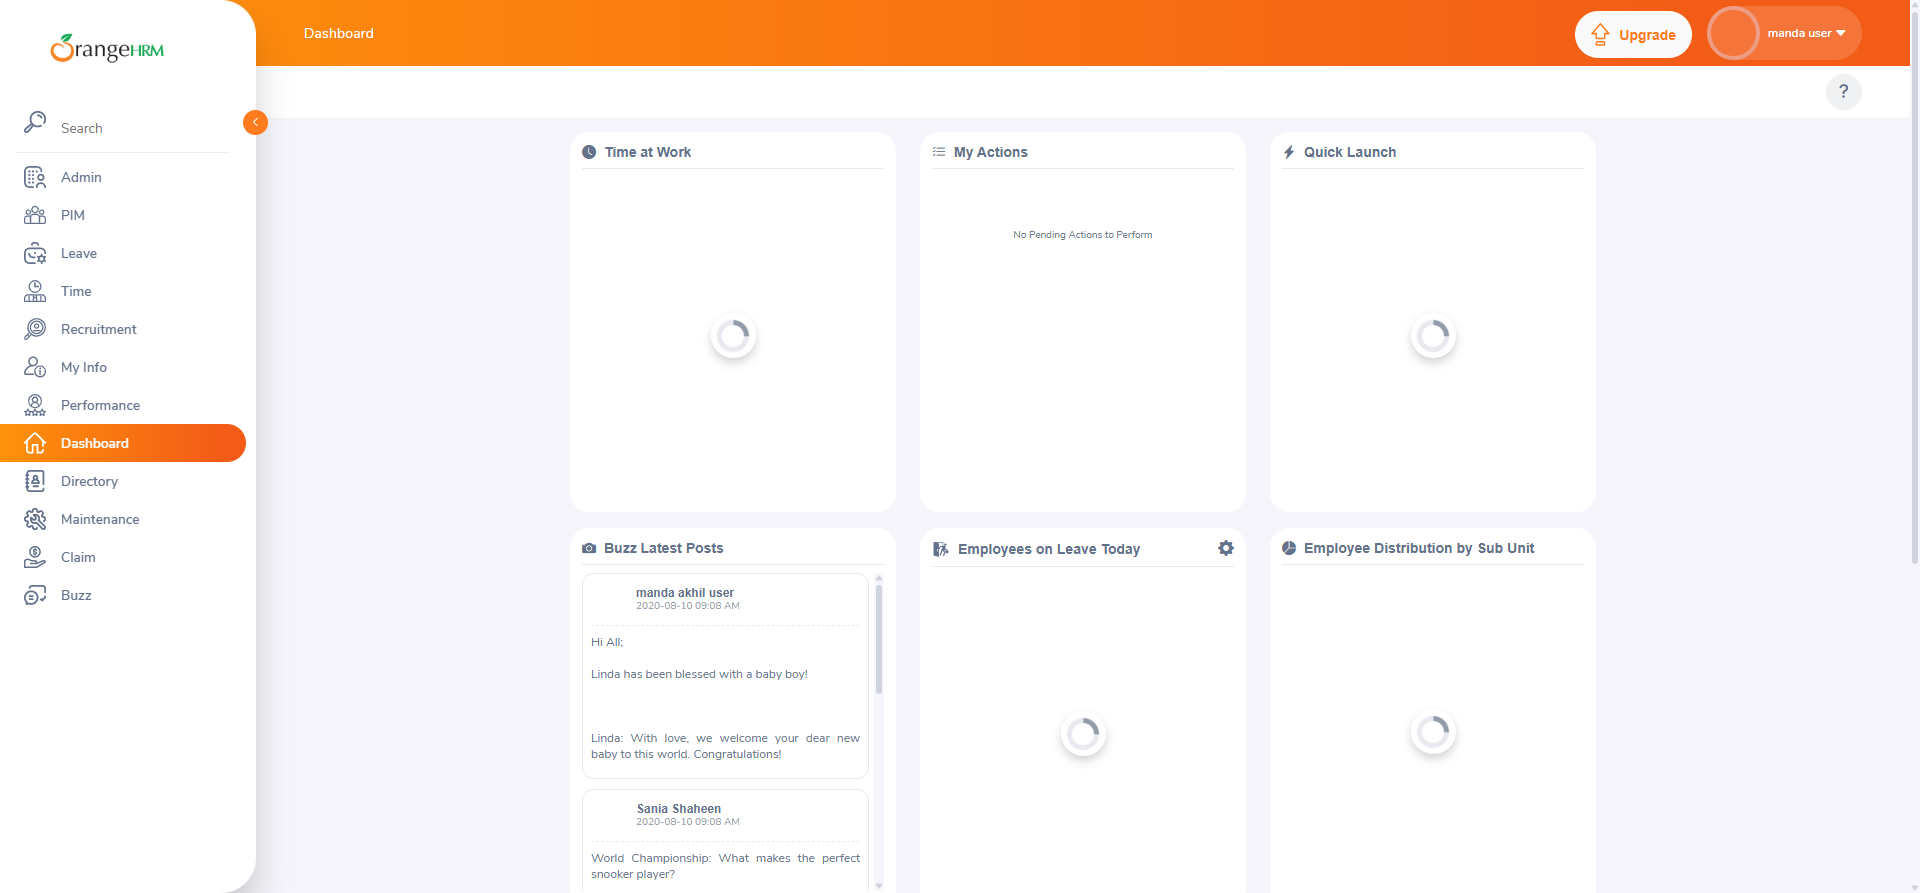 OrangeHRM
Dashboard
Upgrade
manda user
?
Search
Admin
PIM
Leave
Time
Recruitment
My Info
Performance
Dashboard
Directory
Maintenance
Claim
Buzz
Time at Work
My Actions
No Pending Actions to Perform
Quick Launch
Buzz Latest Posts
manda akhil user
2020-08-10 09:08 AM
Hi All;
Linda has been blessed with a baby boy!
Linda: With love, we welcome your dear new
baby to this world. Congratulations!
Sania Shaheen
2020-08-10 09:08 AM
World Championship: What makes the perfect
snooker player?
Employees on Leave Today
Employee Distribution by Sub Unit